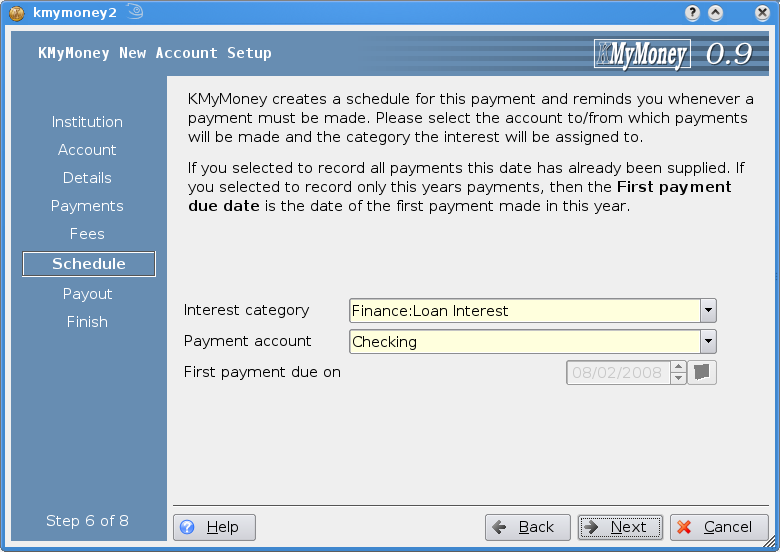 kmymoney2
KMyMoney New Account Setup
KMyMoney 0.9
Institution
Account
Details
Payments
Fees
Schedule
Payout
Finish
Step 6 of 8
KMyMoney creates a schedule for this payment and reminds you whenever a
payment must be made. Please select the account to/from which payments
will be made and the category the interest will be assigned to.
If you selected to record all payments this date has already been supplied. If
you selected to record only this years payments, then the First payment
due date is the date of the first payment made in this year.
Interest category
Finance:Loan Interest
Payment account
Checking
First payment due on
08/02/2008
Help
Back
Next
Cancel